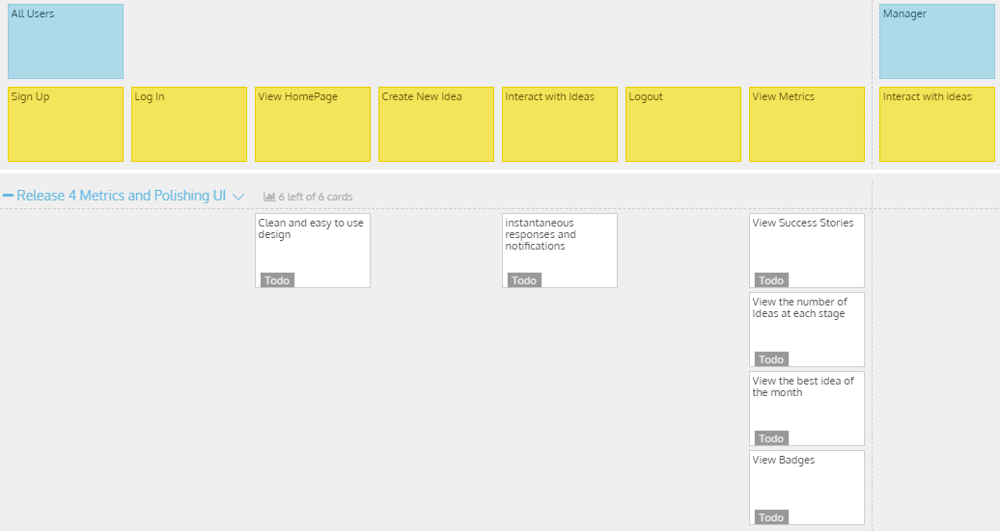 All Users
Manager
Sign Up
Log In
View HomePage
Create New Idea
Interact with Ideas
Logout
View Metrics
Interact with ideas
Release 4 Metrics and Polishing UI
6 left of 6 cards
Clean and easy to use
design
Todo
instantaneous
responses and
notifications
Todo
View Success Stories
Todo
View the number of
Ideas at each stage
Todo
View the best idea of
the month
Todo
View Badges
Todo